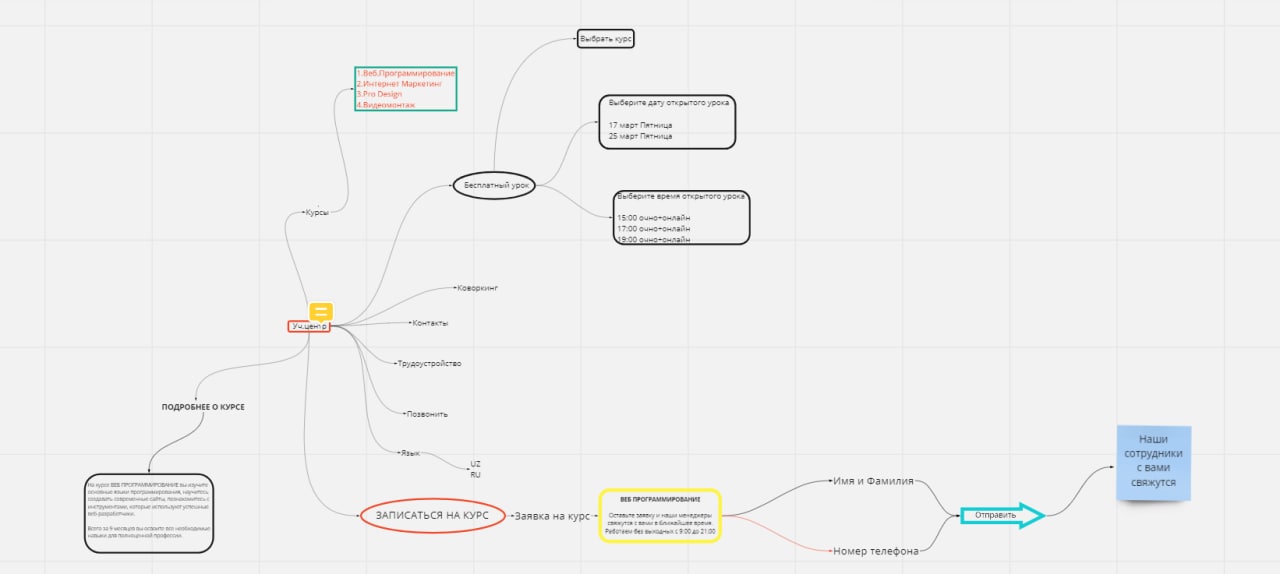 Выбрать курс
1.Веб.Программирование
2.Интернет Маркетинг
3.Pro Design
4.Видеомонтаж
Выберите дату открытого урока
17 март Пятница
25 март Пятница
Бесплатный урок
Выберите время открытого урока
15:00 очно+онлайн
17:00 очно+онлайн
19:00 очно+онлайн
Курсы
Коворкинг
Уч.центр
Контакты
Трудоустройство
ПОДРОБНЕЕ О КУРСЕ
Позвонить
Язык
UZ
RU
На курсе ВЕБ ПРОГРАММИРОВАНИЕ вы изучите
основные языки программирования, научитесь
создавать современные сайты, познакомитесь с
инструментами, которые используют успешные
веб-разработчики.
Всего за 9 месяцев вы освоите все необходимые
навыки для полноценной профессии.
ЗАПИСАТЬСЯ НА КУРС
Заявка на курс
ВЕБ ПРОГРАММИРОВАНИЕ
Оставьте заявку и наши менеджеры
свяжутся с вами в ближайшее время.
Работаем без выходных с 9:00 до 21:00
Имя и Фамилия
Номер телефона
Отправить
Наши
сотрудники
с вами
свяжутся